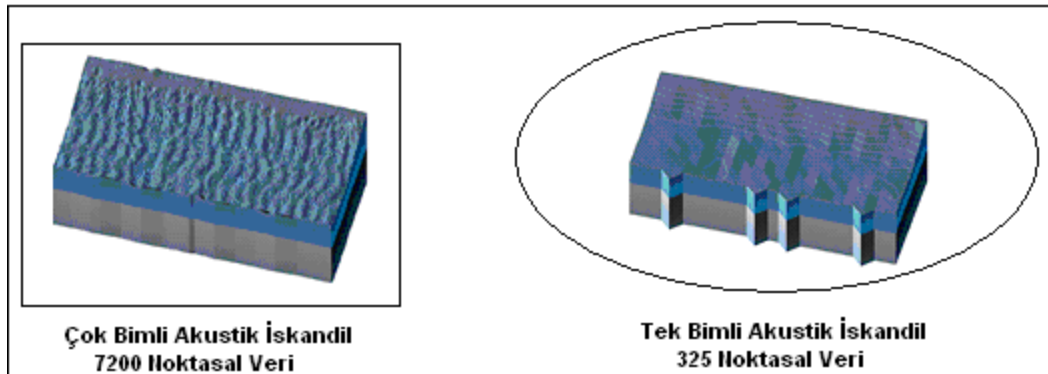 Çok Bimli Akustik İskandil
7200 Noktasal Veri
Tek Bimli Akustik İskandil
325 Noktasal Veri